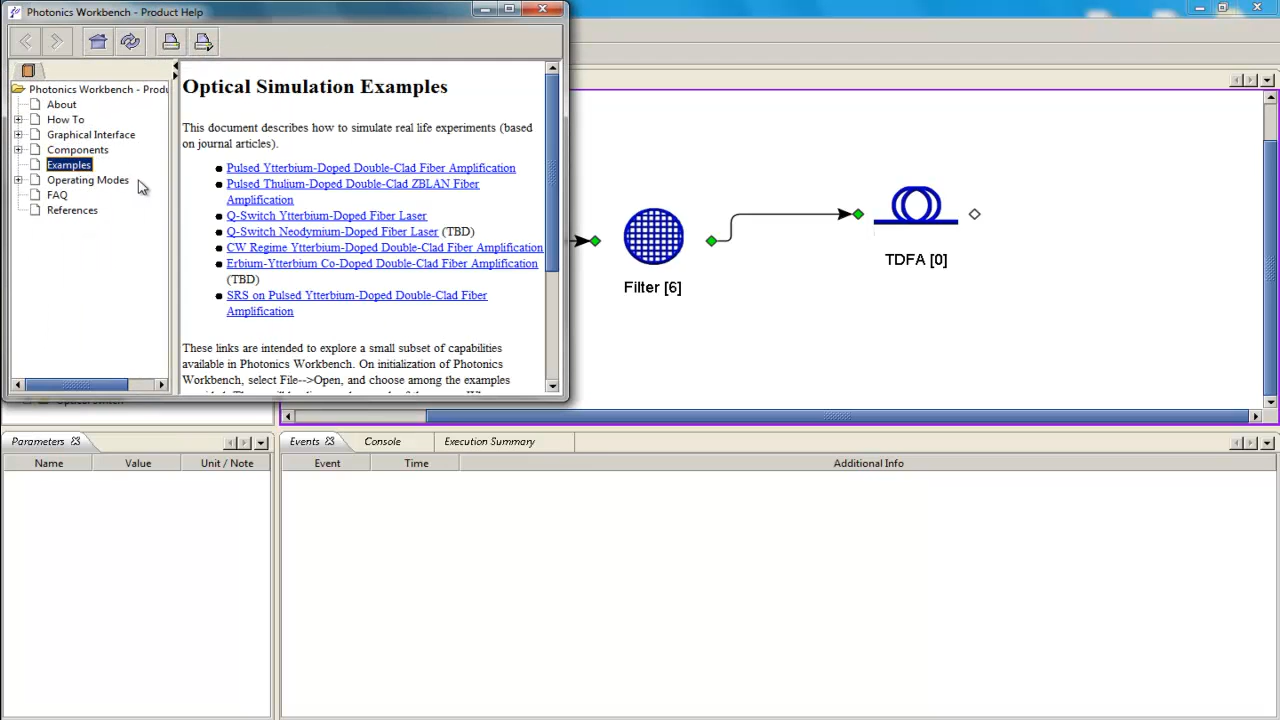 Photonics Workbench - Product Help
Photonics Workbench - Produ
About
How To
Graphical Interface
Components
Examples
Operating Modes
FAQ
References
Optical Simulation Examples
This document describes how to simulate real life experiments (based
on journal articles).
Pulsed Ytterbium-Doped Double-Clad Fiber Amplification
Pulsed Thulium-Doped Double-Clad ZBLAN Fiber
Amplification
Q-Switch Ytterbium-Doped Fiber Laser
Q-Switch Neodymium-Doped Fiber Laser (TBD)
CW Regime Ytterbium-Doped Double-Clad Fiber Amplification
Erbium-Ytterbium Co-Doped Double-Clad Fiber Amplification
(TBD)
SRS on Pulsed Ytterbium-Doped Double-Clad Fiber
Amplification
These links are intended to explore a small subset of capabilities
available in Photonics Workbench. On initialization of Photonics
Workbench, select File-->Open, and choose among the examples
Filter [6]
TDFA [0]
Parameters
Name Value Unit / Note
Events Console Execution Summary
Event Time Additional Info